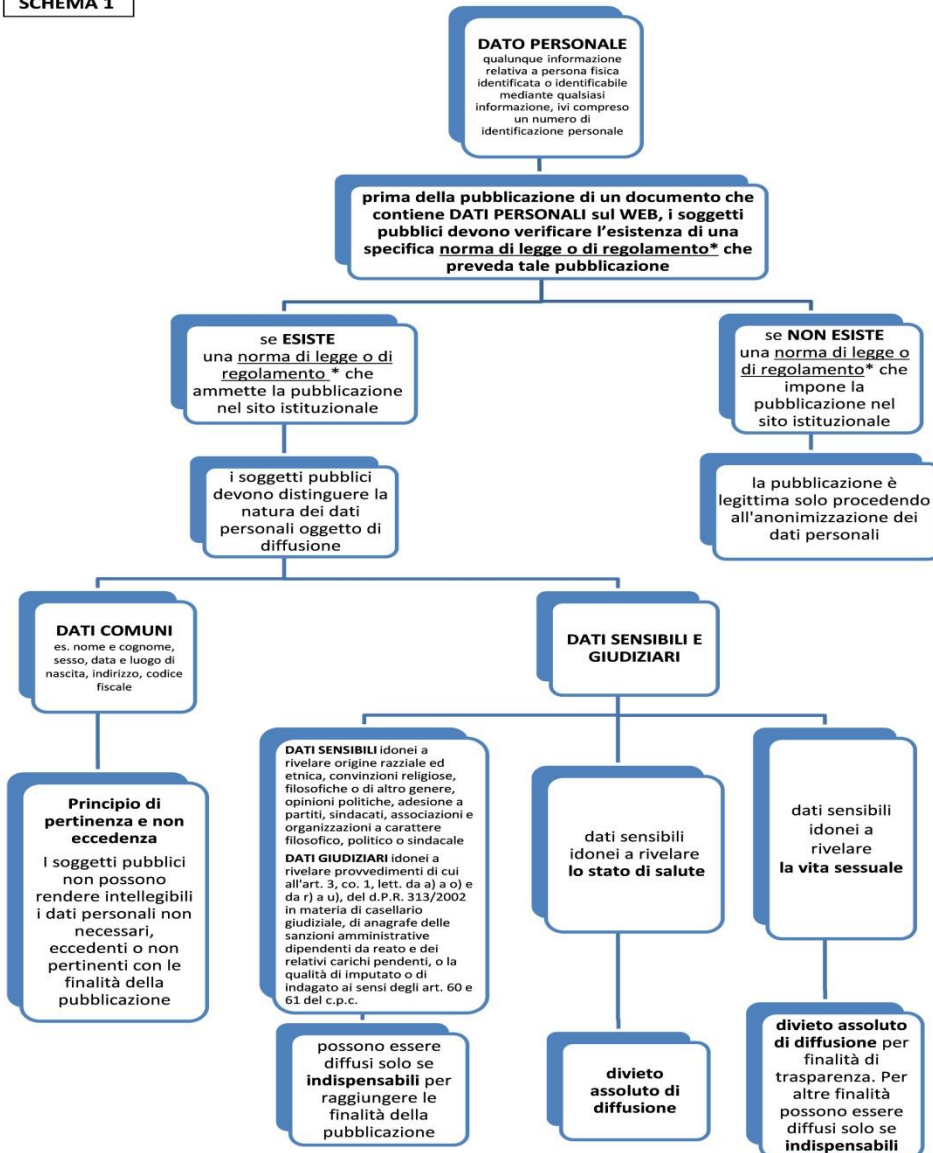 SCHEMA 1
DATO PERSONALE
qualunque informazione
relativa a persona fisica
identificata o identificabile
mediante qualsiasi
informazione, ivi compreso
un numero di
identificazione personale
prima della pubblicazione di un documento che
contiene DATI PERSONALI sul WEB, i soggetti
pubblici devono verificare l'esistenza di una
specifica norma di legge o di regolamento* che
preveda tale pubblicazione
se ESISTE
una norma di legge o di
regolamento * che
ammette la pubblicazione
nel sito istituzionale
se NON ESISTE
una norma di legge o
di regolamento* che
impone la
pubblicazione nel
sito istituzionale
i soggetti pubblici
devono distinguere la
natura dei dati
personali oggetto di
diffusione
la pubblicazione è
legittima solo procedendo
all'anonimizzazione dei
dati personali
DATI COMUNI
es. nome e cognome,
sesso, data e luogo di
nascita, indirizzo, codice
fiscale
DATI SENSIBILI E
GIUDIZIARI
Principio di
pertinenza e non
eccedenza
I soggetti pubblici
non possono
rendere intellegibili
i dati personali non
necessari,
eccedenti o non
pertinenti con le
finalità della
pubblicazione
DATI SENSIBILI idonei a
rivelare origine razziale ed
etnica, convinzioni religiose,
filosofiche o di altro genere,
opinioni politiche, adesione a
partiti, sindacati, associazioni e
organizzazioni a carattere
filosofico, politico o sindacale
DATI GIUDIZIARI idonei a
rivelare provvedimenti di cui
all'art. 3, co. 1, lett. da a) a o) e
da r) a u), del d.P.R. 313/2002
in materia di casellario
giudiziale, di anagrafe delle
sanzioni amministrative
dipendenti da reato e dei
relativi carichi pendenti, o la
qualità di imputato o di
indagato ai sensi degli art. 60 e
61 del c.p.c.
dati sensibili
idonei a rivelare
lo stato di salute
dati sensibili
idonei a
rivelare
la vita sessuale
possono essere
diffusi solo se
indispensabili per
raggiungere le
finalità della
pubblicazione
divieto
assoluto di
diffusione
divieto assoluto
di diffusione per
finalità di
trasparenza. Per
altre finalità
possono essere
diffusi solo se
indispensabili